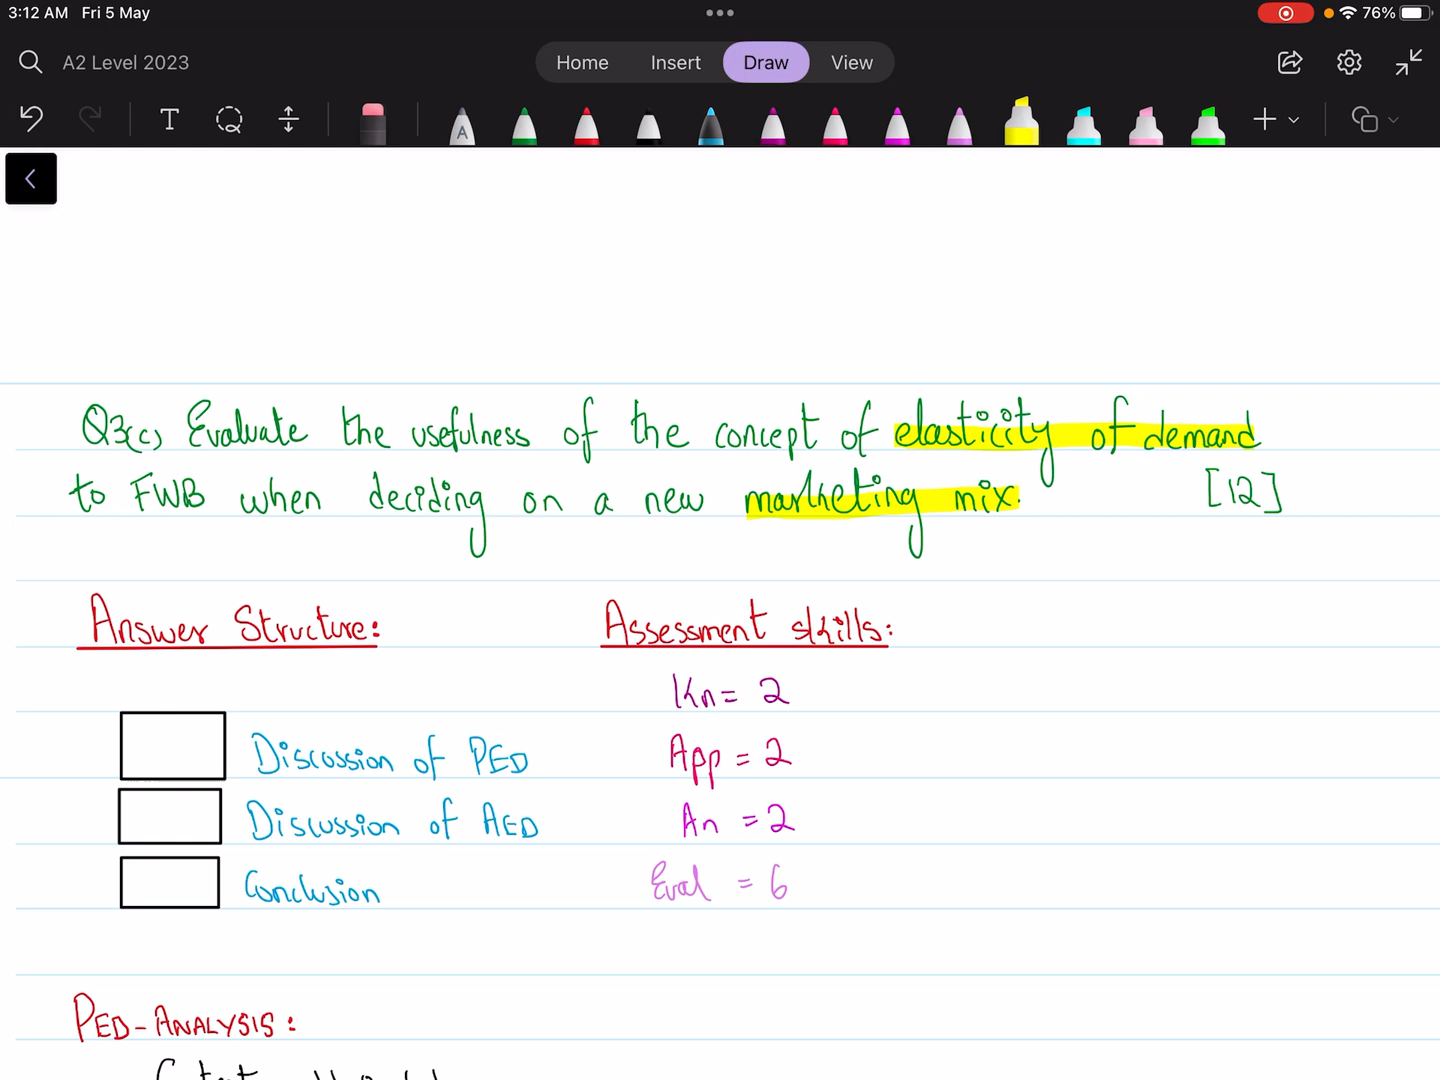 3:12 AM Fri 5 May
76%
A2 Level 2023
Home Insert Draw View
T
A
Q3(c) Evaluate the usefulness of the concept of elasticity of demand
to FWB when deciding on a new marketing mix. [12]
Answer Structure:
Assessment skills:
Kn = 2
Discussion of PED
App = 2
Discussion of AED
An = 2
Conclusion
Eval = 6
PED-ANALYSIS: